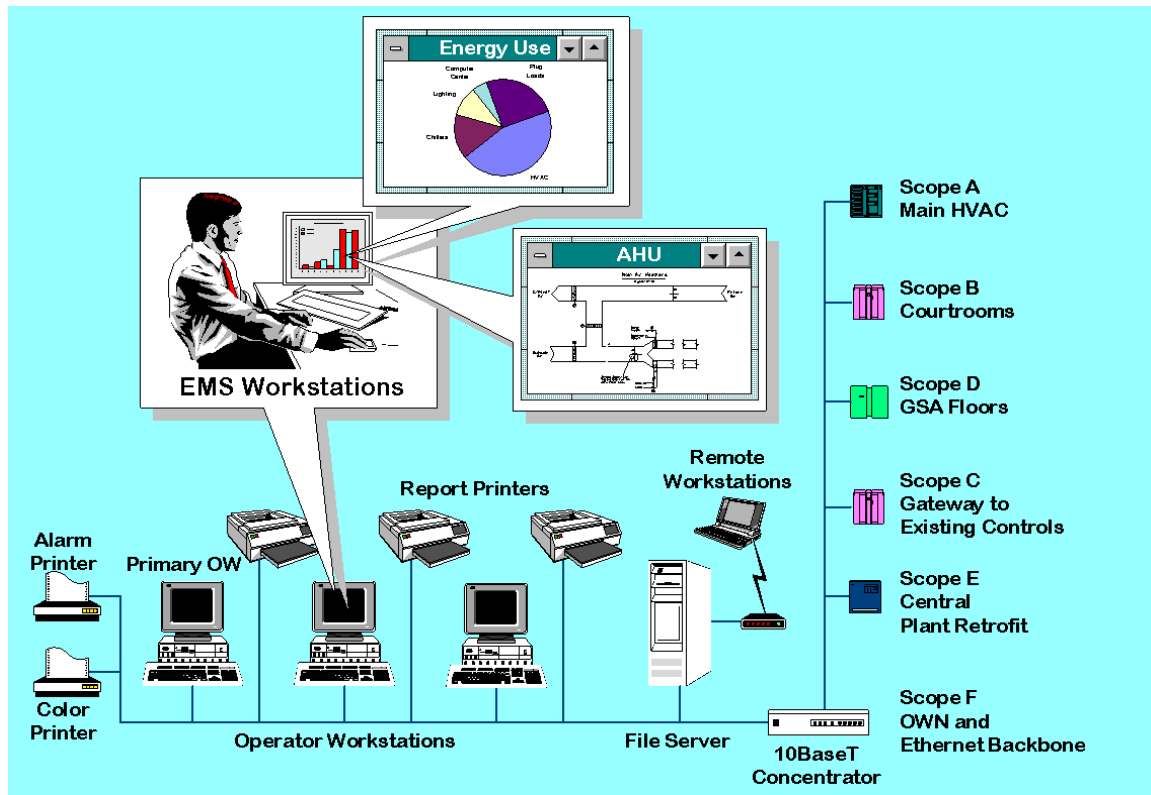 Energy Use
Computer
Center
Plug
Loads
Lighting
Chillers
HVAC
AHU
EMS Workstations
Scope A
Main HVAC
Scope B
Courtrooms
Scope D
GSA Floors
Scope C
Gateway to
Existing Controls
Scope E
Central
Plant Retrofit
Scope F
OWN and
Ethernet Backbone
Remote
Workstations
Report Printers
Alarm
Printer
Primary OW
Color
Printer
Operator Workstations
File Server
10BaseT
Concentrator